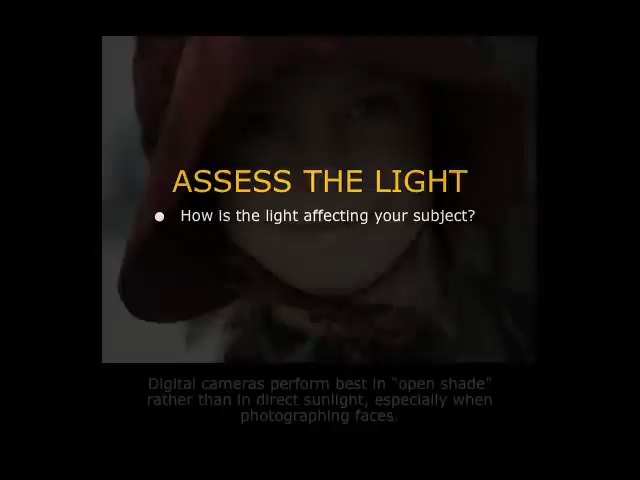 ASSESS THE LIGHT
● How is the light affecting your subject?
Digital cameras perform best in "open shade"
rather than in direct sunlight, especially when
photographing faces.